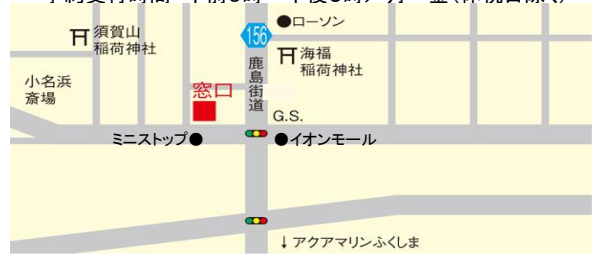 ●ローソン
須賀山
稲荷神社
156
海福
稲荷神社
鹿島街道
小名浜
斎場
窓口
G.S.
ミニストップ●
●イオンモール
↓アクアマリンふくしま